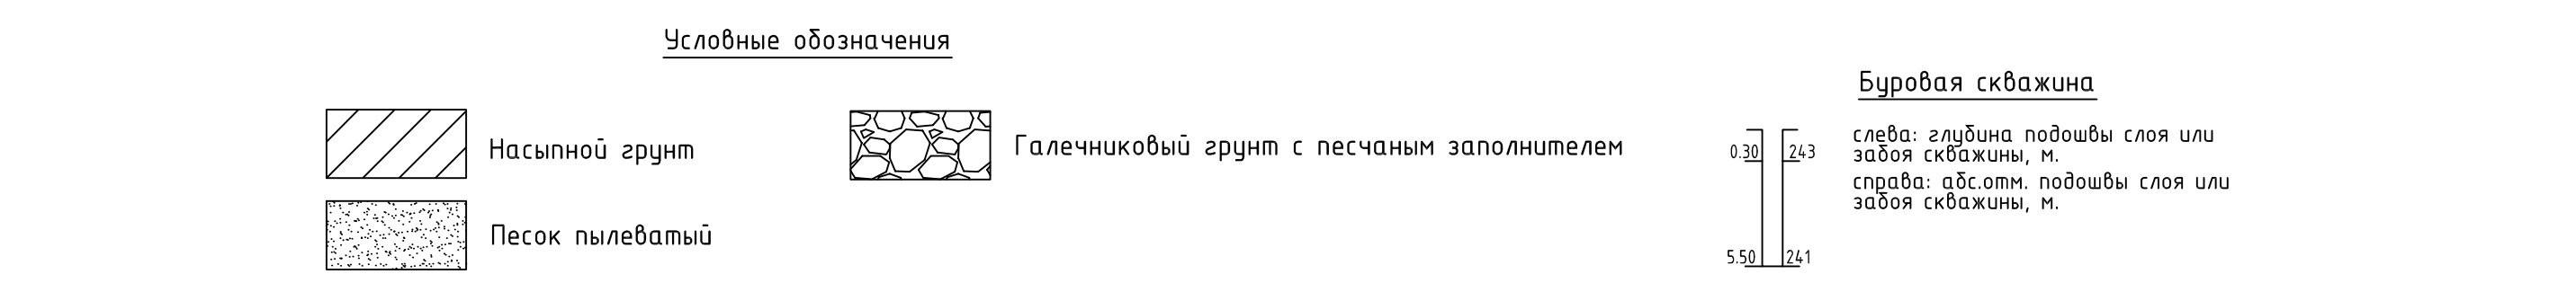 Условные обозначения
Насыпной грунт
Песок пылеватый
Галечниковый грунт с песчаным заполнителем
Буровая скважина
0.30
243
5.50
241
слева: глубина подошвы слоя или
забоя скважины, м.
справа: абс.отм. подошвы слоя или
забоя скважины, м.